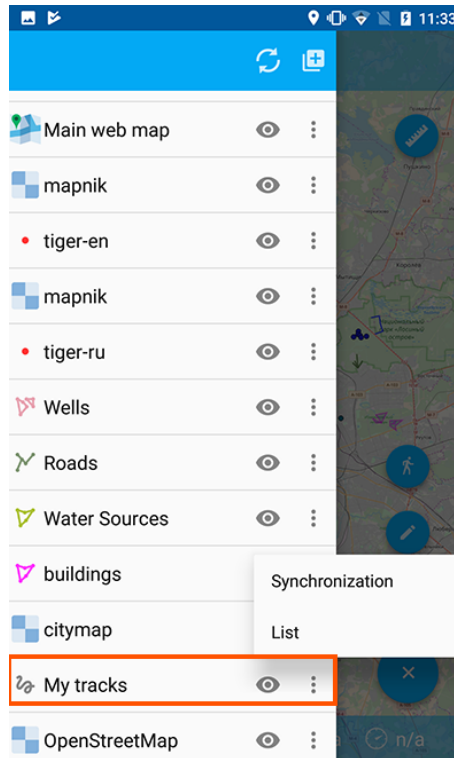 11:33
Main web map
mapnik
tiger-en
mapnik
tiger-ru
Wells
Roads
Water Sources
buildings
Synchronization
citymap
List
My tracks
OpenStreetMap
n/a